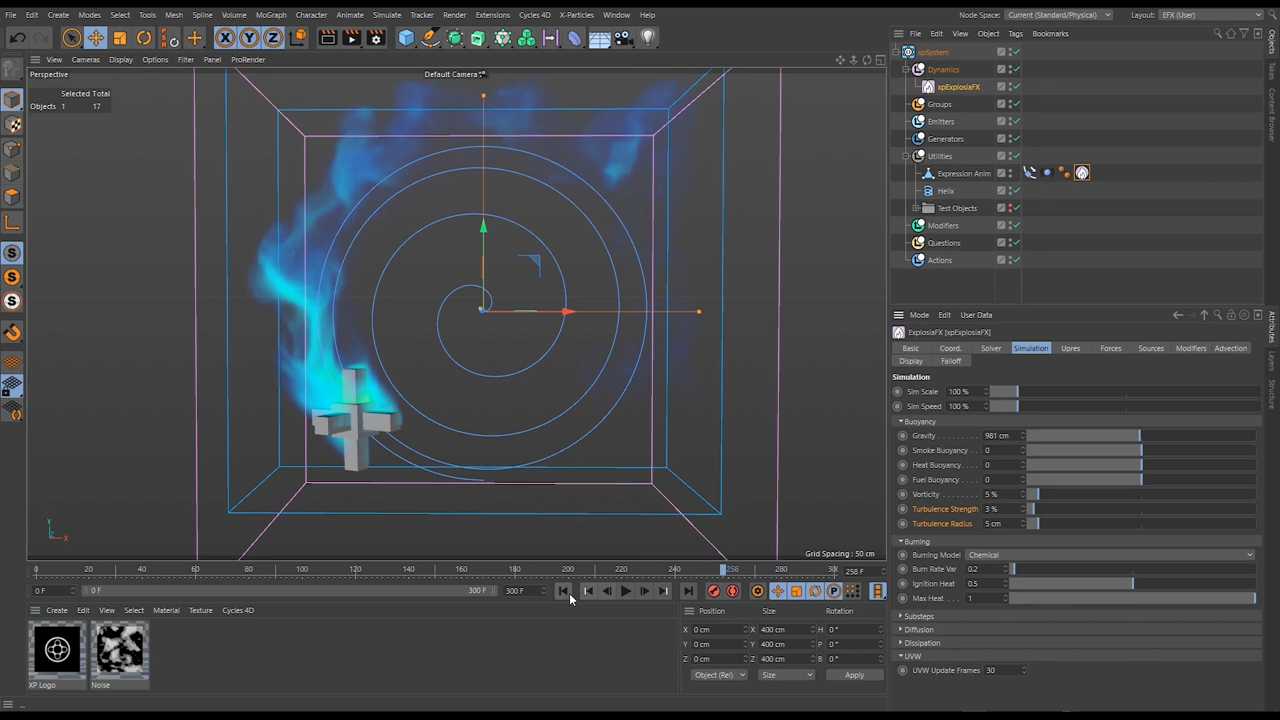 File Edit Create Modes Select Tools Mesh Spline Volume MoGraph Character Animate Simulate Tracker Render Extensions Cycles 4D X-Particles Window Help
Node Space: Current (Standard/Physical) Layout: EFX (User)
View Cameras Display Options Filter Panel ProRender
File Edit View Object Tags Bookmarks
Perspective Default Camera
Selected Total
Objects 1 17
xpSystem
Dynamics
xpExplosiaFX
Groups
Emitters
Generators
Utilities
Expression Anim
Helix
Test Objects
Modifiers
Questions
Actions
Objects
Takes
Content Browser
Mode Edit User Data
ExplosiaFX [xpExplosiaFX]
Basic Coord. Solver Simulation Upres Forces Sources Modifiers Advection
Display Falloff
Simulation
Sim Scale 100 %
Sim Speed 100 %
Buoyancy
Gravity 981 cm
Smoke Buoyancy 0
Heat Buoyancy 0
Fuel Buoyancy 0
Vorticity 5 %
Turbulence Strength 3 %
Turbulence Radius 5 cm
Burning
Burning Model Chemical
Burn Rate Var 0.2
Ignition Heat 0.5
Max Heat 1
Substeps
Diffusion
Dissipation
UVW
UVW Update Frames 30
Attributes
Layers
Structure
Y
Z X
Grid Spacing : 50 cm
0 20 40 60 80 100 120 140 160 180 200 220 240 258 30 258 F
0 F 0 F 300 F 300 F
Create Edit View Select Material Texture Cycles 4D
XP Logo Noise
Position Size Rotation
X 0 cm X 400 cm H 0 °
Y 0 cm Y 400 cm P 0 °
Z 0 cm Z 400 cm B 0 °
Object (Rel) Size Apply